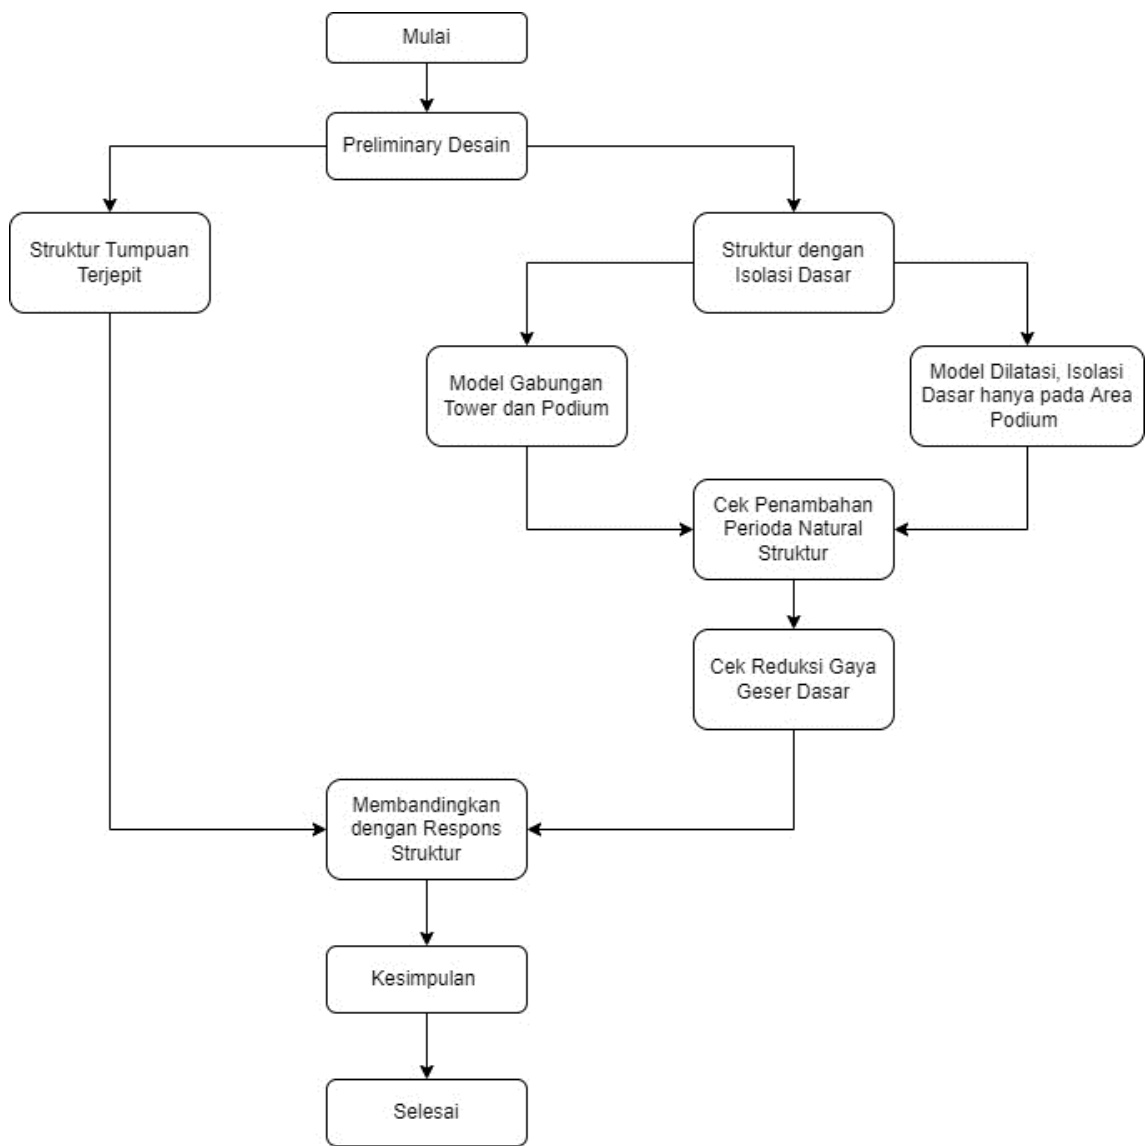 Mulai
Preliminary Desain
Struktur Tumpuan
Terjepit
Struktur dengan
Isolasi Dasar
Model Gabungan
Tower dan Podium
Model Dilatasi, Isolasi
Dasar hanya pada Area
Podium
Cek Penambahan
Perioda Natural
Struktur
Cek Reduksi Gaya
Geser Dasar
Membandingkan
dengan Respons
Struktur
Kesimpulan
Selesai